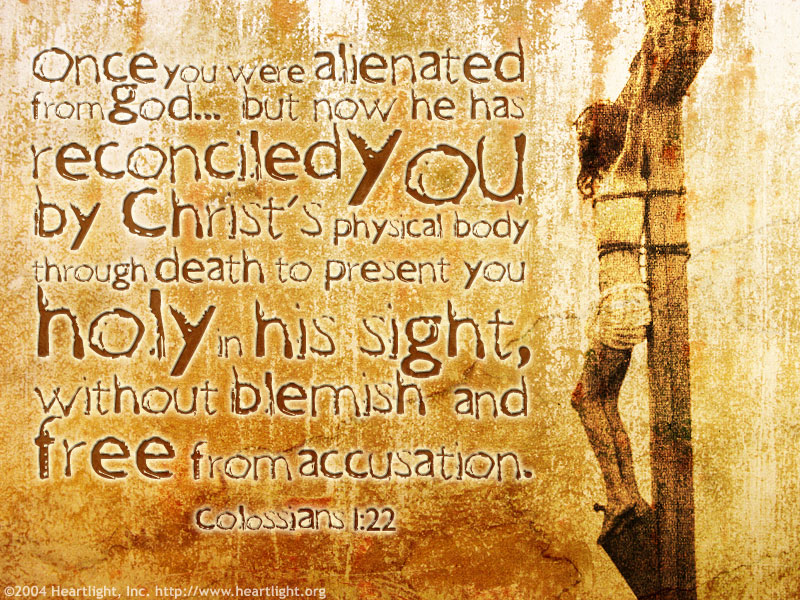 Once you were alienated
from god... but now he has
reconciled you
by Christ's physical body
through death to present you
holy in his sight,
without blemish and
free from accusation.
Colossians 1:22
©2004 Heartlight, Inc. http://www.heartlight.org